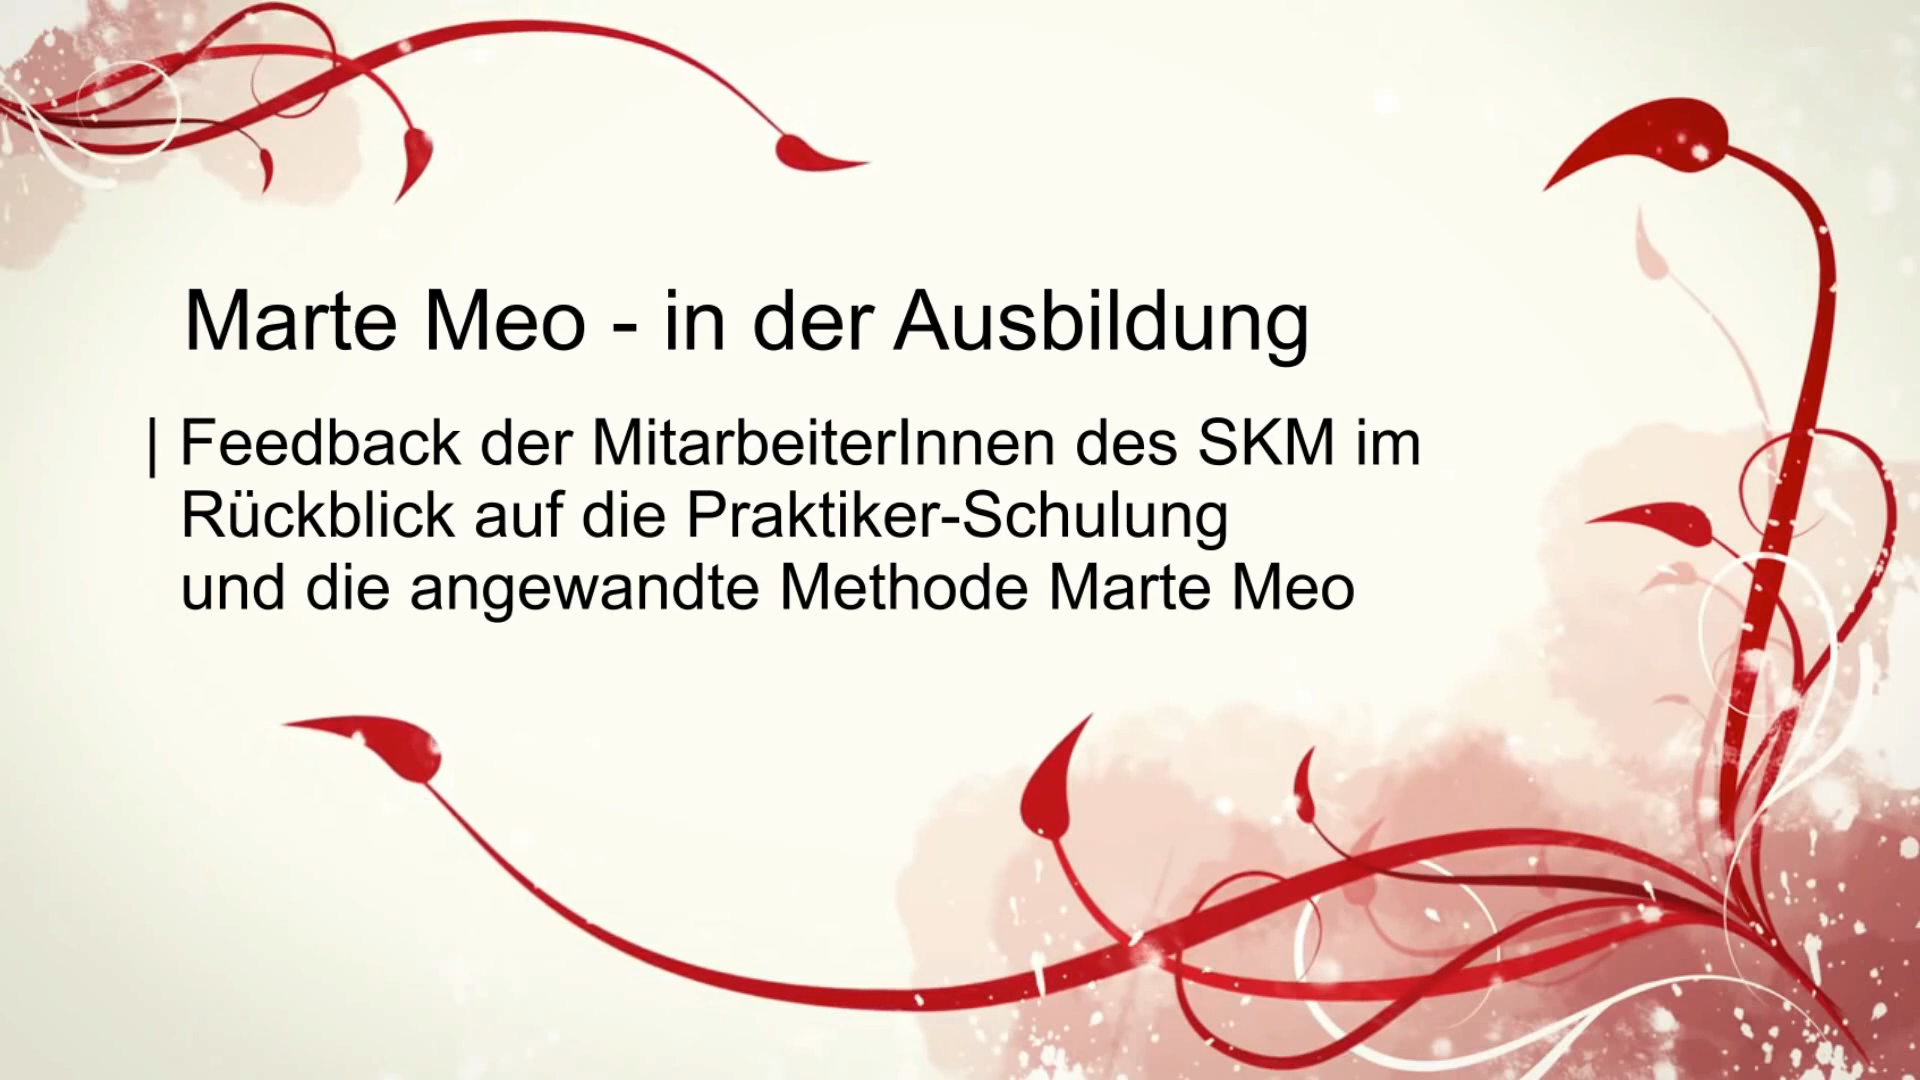 Marte Meo - in der Ausbildung
| Feedback der MitarbeiterInnen des SKM im
Rückblick auf die Praktiker-Schulung
und die angewandte Methode Marte Meo